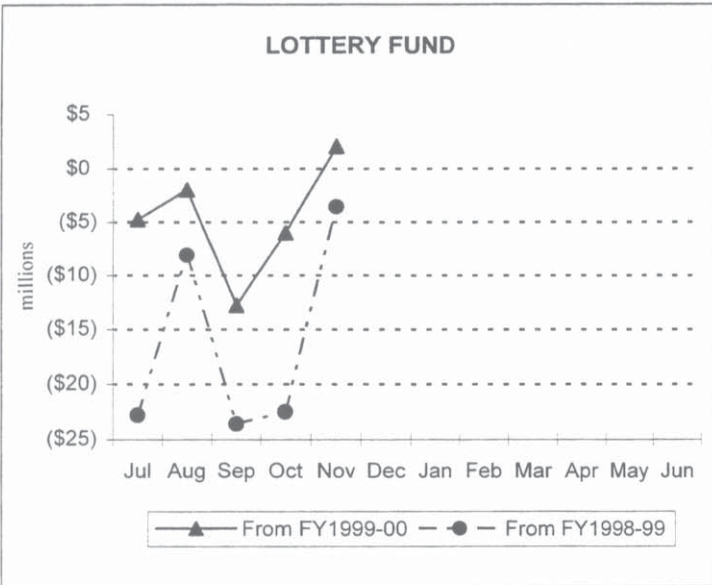 LOTTERY FUND
$5
$0
($5)
($10)
($15)
($20)
($25)
millions
Jul Aug Sep Oct Nov Dec Jan Feb Mar Apr May Jun
From FY1999-00 From FY1998-99